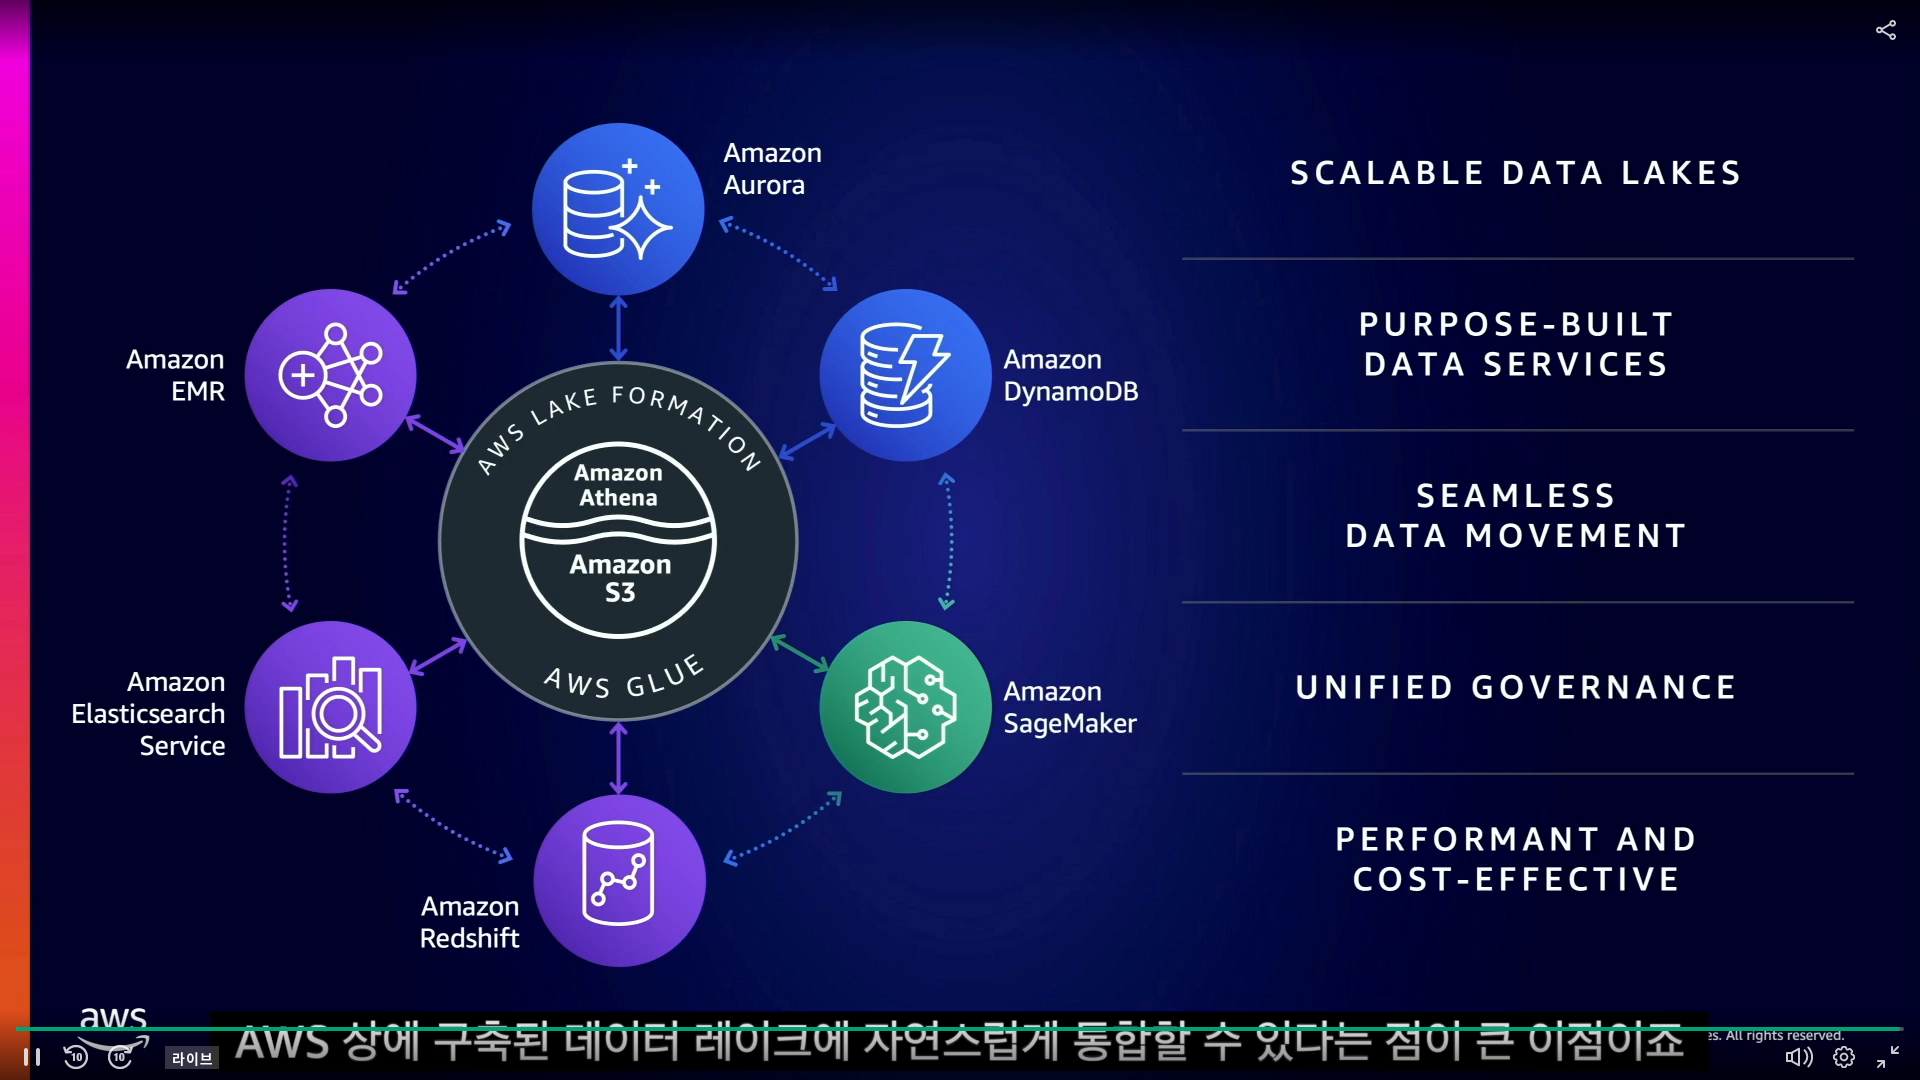 Amazon
Aurora
Amazon
EMR
Amazon
DynamoDB
AWS LAKE FORMATION
Amazon
Athena
Amazon
S3
AWS GLUE
Amazon
Elasticsearch
Service
Amazon
SageMaker
Amazon
Redshift
SCALABLE DATA LAKES
PURPOSE-BUILT
DATA SERVICES
SEAMLESS
DATA MOVEMENT
UNIFIED GOVERNANCE
PERFORMANT AND
COST-EFFECTIVE
aws
All rights reserved.
AWS 상에 구축된 데이터 레이크에 자연스럽게 통합할 수 있다는 점이 큰 이점이죠
10
10
라이브